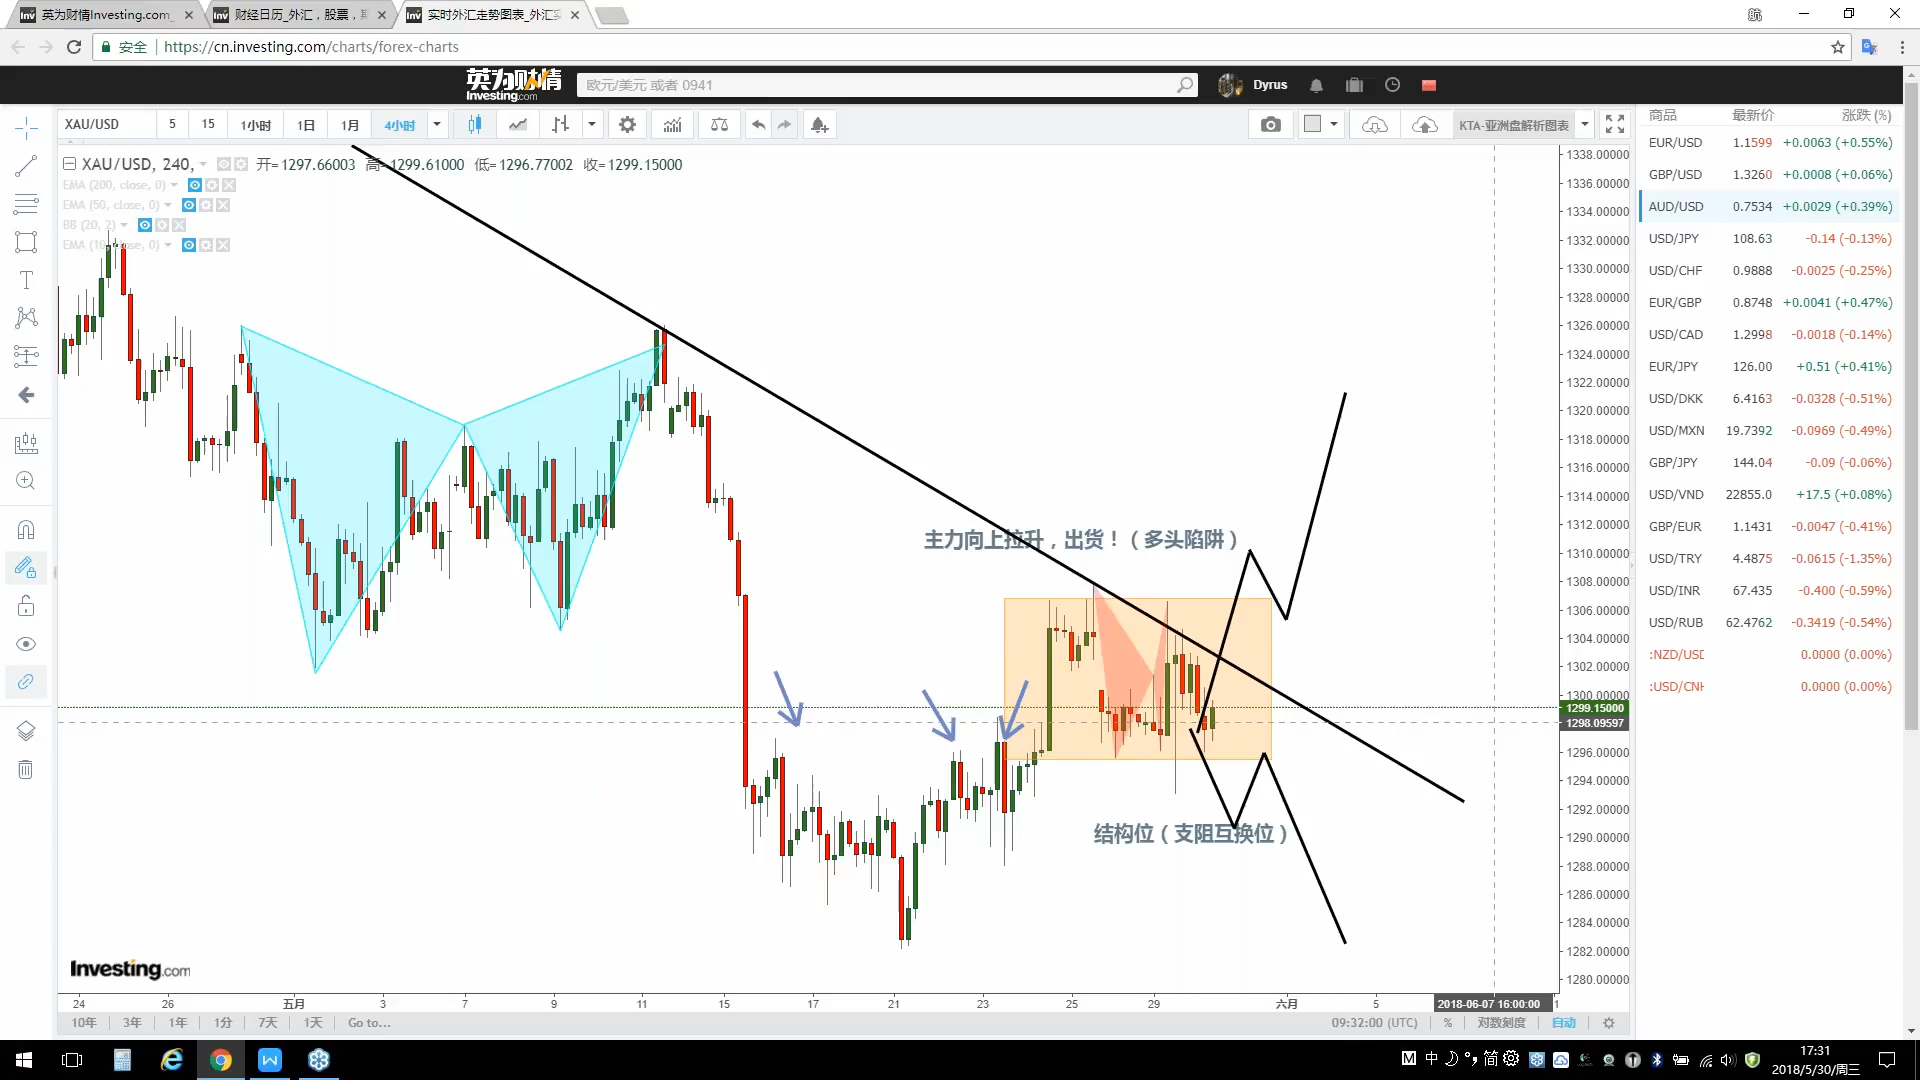 英为财情Investing.com
财经日历_外汇，股票，期
实时外汇走势图表_外汇实
航
安全
https://cn.investing.com/charts/forex-charts
英为财情
Investing.com
欧元/美元 或者 0941
Dyrus
XAU/USD
5
15
1小时
1日
1月
4小时
KTA-亚洲盘解析图表
XAU/USD, 240,
开=1297.66003 高=1299.61000 低=1296.77002 收=1299.15000
EMA (200, close, 0)
EMA (50, close, 0)
BB (20, 2)
主力向上拉升，出货！（多头陷阱）
结构位（支阻互换位）
1338.00000
1336.00000
1334.00000
1332.00000
1330.00000
1328.00000
1326.00000
1324.00000
1322.00000
1320.00000
1318.00000
1316.00000
1314.00000
1312.00000
1310.00000
1308.00000
1306.00000
1304.00000
1302.00000
1300.00000
1299.15000
1298.09597
1296.00000
1294.00000
1292.00000
1290.00000
1288.00000
1286.00000
1284.00000
1282.00000
1280.00000
Investing.com
24 26 五月 3 7 9 11 15 17 21 23 25 29 六月 5 2018-06-07 16:00:00
10年 3年 1年 1分 7天 1天 Go to...
09:32:00 (UTC) % 对数刻度 自动
商品 最新价 涨跌 (%)
EUR/USD 1.1599 +0.0063 (+0.55%)
GBP/USD 1.3260 +0.0008 (+0.06%)
AUD/USD 0.7534 +0.0029 (+0.39%)
USD/JPY 108.63 -0.14 (-0.13%)
USD/CHF 0.9888 -0.0025 (-0.25%)
EUR/GBP 0.8748 +0.0041 (+0.47%)
USD/CAD 1.2998 -0.0018 (-0.14%)
EUR/JPY 126.00 +0.51 (+0.41%)
USD/DKK 6.4163 -0.0328 (-0.51%)
USD/MXN 19.7392 -0.0969 (-0.49%)
GBP/JPY 144.04 -0.09 (-0.06%)
USD/VND 22855.0 +17.5 (+0.08%)
GBP/EUR 1.1431 -0.0047 (-0.41%)
USD/TRY 4.4875 -0.0615 (-1.35%)
USD/INR 67.435 -0.400 (-0.59%)
USD/RUB 62.4762 -0.3419 (-0.54%)
:NZD/USD 0.0000 (0.00%)
:USD/CNH 0.0000 (0.00%)
M 中 简
17:31
2018/5/30/周三